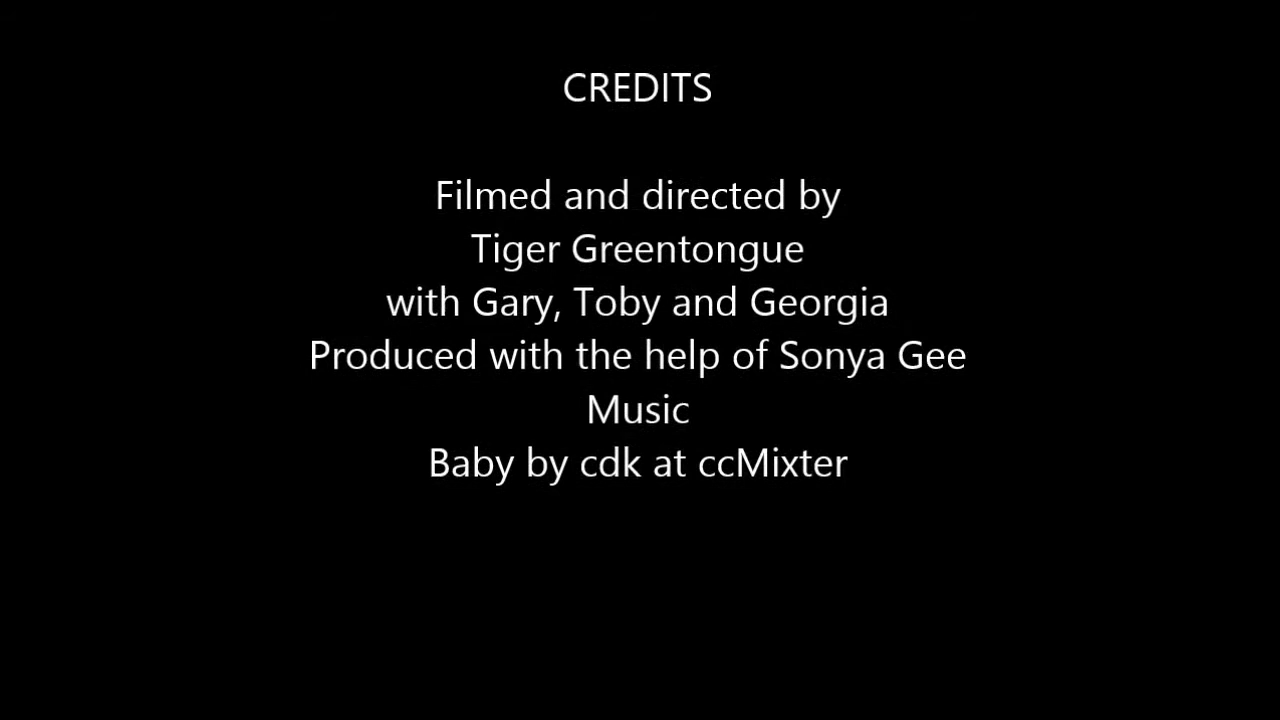 CREDITS
Filmed and directed by
Tiger Greentongue
with Gary, Toby and Georgia
Produced with the help of Sonya Gee
Music
Baby by cdk at ccMixter